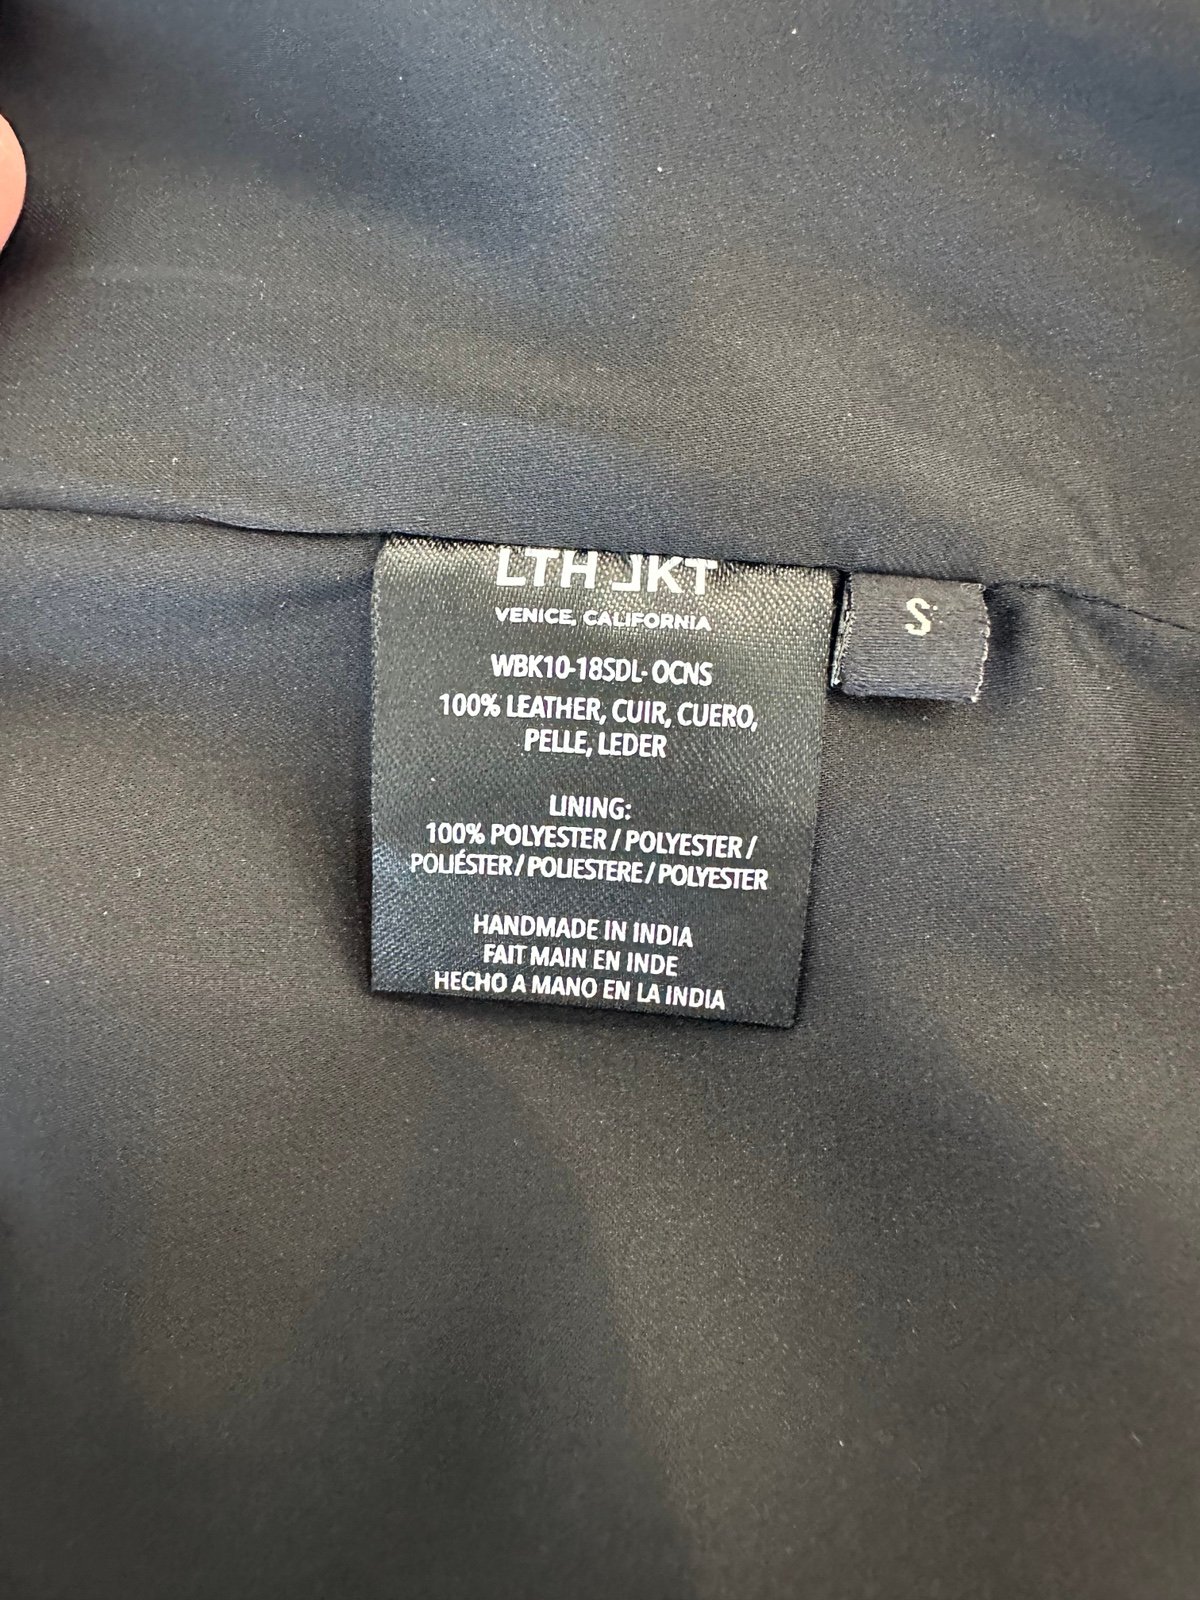 LTH JKT
VENICE, CALIFORNIA
WBK10-18SDL-OCNS
100% LEATHER, CUIR, CUERO,
PELLE, LEDER
LINING:
100% POLYESTER / POLYESTER /
POLIÉSTER / POLIESTERE / POLYESTER
HANDMADE IN INDIA
FAIT MAIN EN INDE
HECHO A MANO EN LA INDIA
S